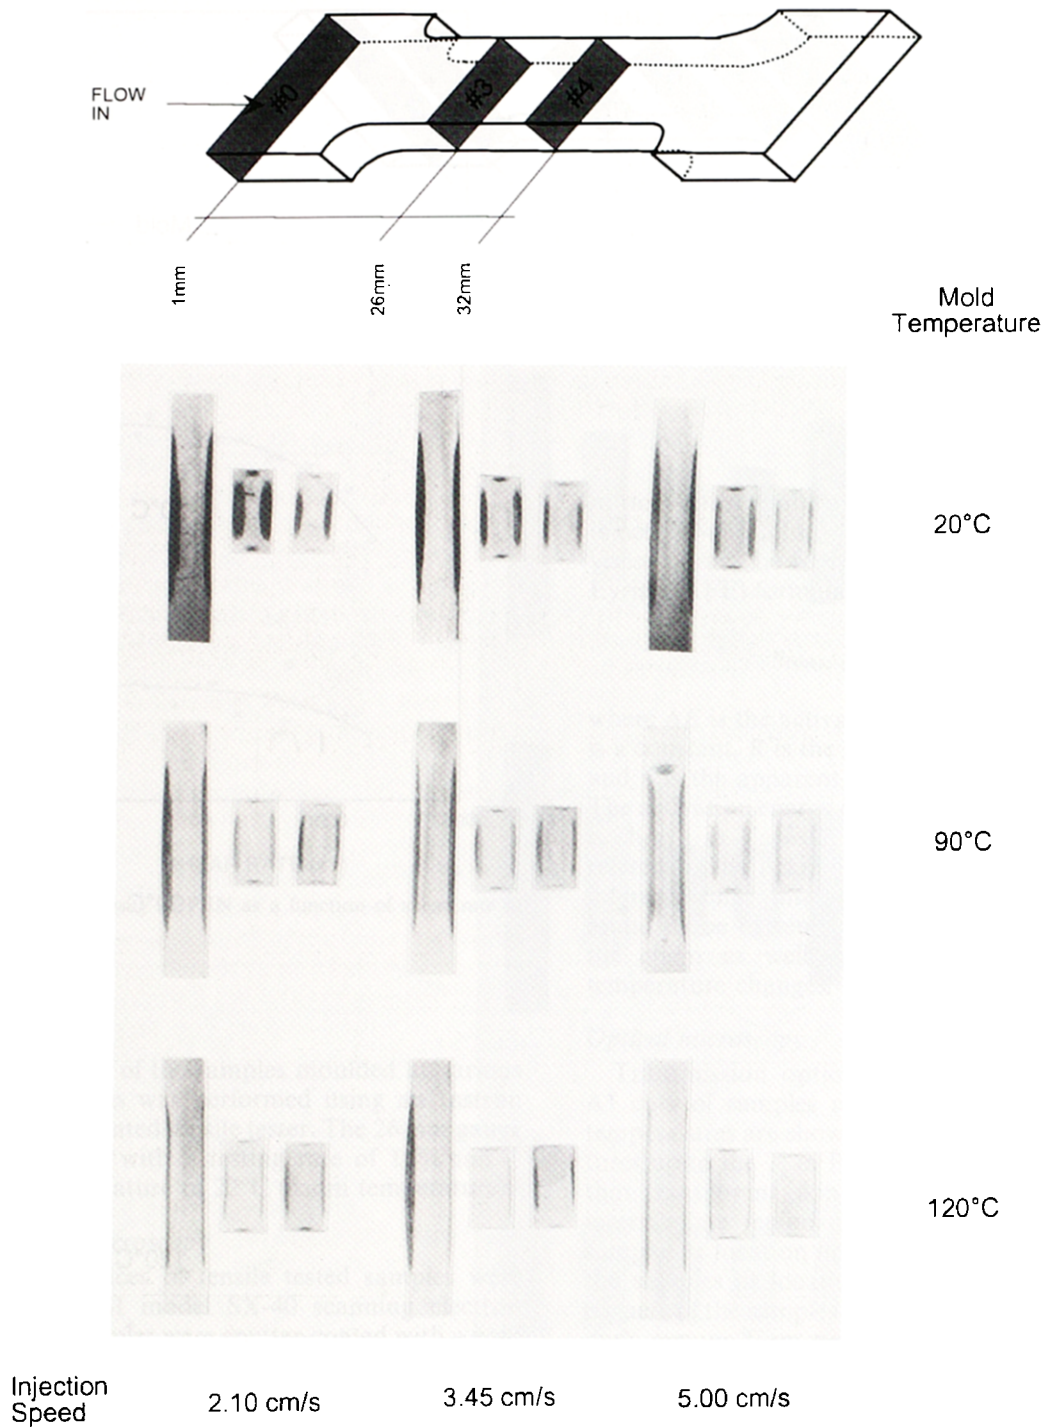 FLOW
IN
#0
#3
#4
1mm
26mm
32mm
Mold
Temperature
20°C
90°C
120°C
Injection
Speed
2.10 cm/s
3.45 cm/s
5.00 cm/s